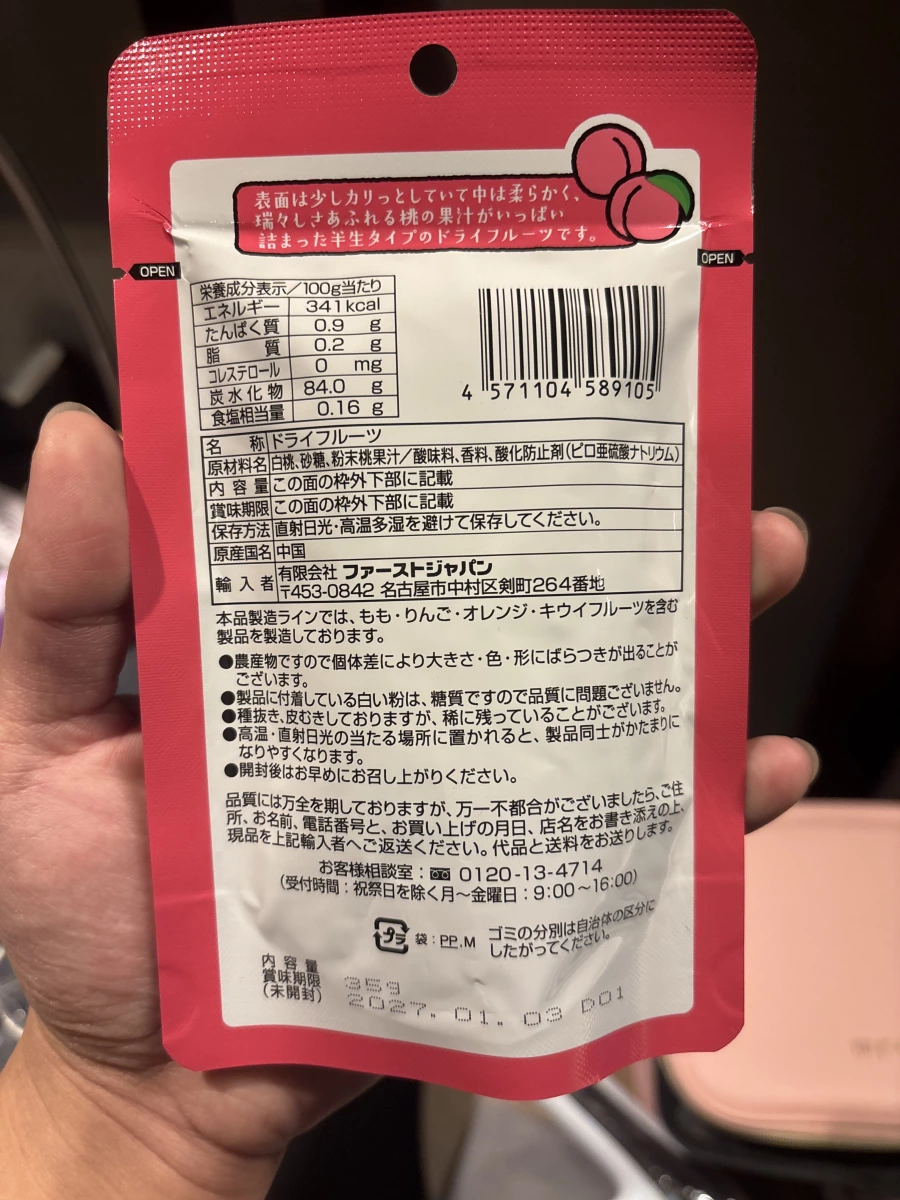 表面は少しカリっとしていて中は柔らかく、
瑞々しさあふれる桃の果汁がいっぱい
詰まった半生タイプのドライフルーツです。
OPEN
OPEN
栄養成分表示/100g当たり
エネルギー 341kcal
たんぱく質 0.9 g
脂質 0.2 g
コレステロール 0 mg
炭水化物 84.0 g
食塩相当量 0.16 g
4 571104 589105
名称 ドライフルーツ
原材料名 白桃、砂糖、粉末桃果汁/酸味料、香料、酸化防止剤(ピロ亜硫酸ナトリウム)
内容量 この面の枠外下部に記載
賞味期限 この面の枠外下部に記載
保存方法 直射日光・高温多湿を避けて保存してください。
原産国名 中国
輸入者 有限会社 ファーストジャパン
〒453-0842 名古屋市中村区剣町264番地
本品製造ラインでは、もも・りんご・オレンジ・キウイフルーツを含む
製品を製造しております。
●農産物ですので個体差により大きさ・色・形にばらつきが出ることが
ございます。
●製品に付着している白い粉は、糖質ですので品質に問題ございません。
●種抜き、皮むきしておりますが、稀に残っていることがございます。
●高温・直射日光の当たる場所に置かれると、製品同士がかたまりに
なりやすくなります。
●開封後はお早めにお召し上がりください。
品質には万全を期しておりますが、万一不都合がございましたら、ご住
所、お名前、電話番号と、お買い上げの月日、店名をお書き添えの上、
現品を上記輸入者へご返送ください。代品と送料をお送りします。
お客様相談室: 0120-13-4714
(受付時間:祝祭日を除く月~金曜日:9:00~16:00)
プラ 袋:PP,M ゴミの分別は自治体の区分に
したがってください。
内容量 35g
賞味期限 2027.01.03 D01
(未開封)